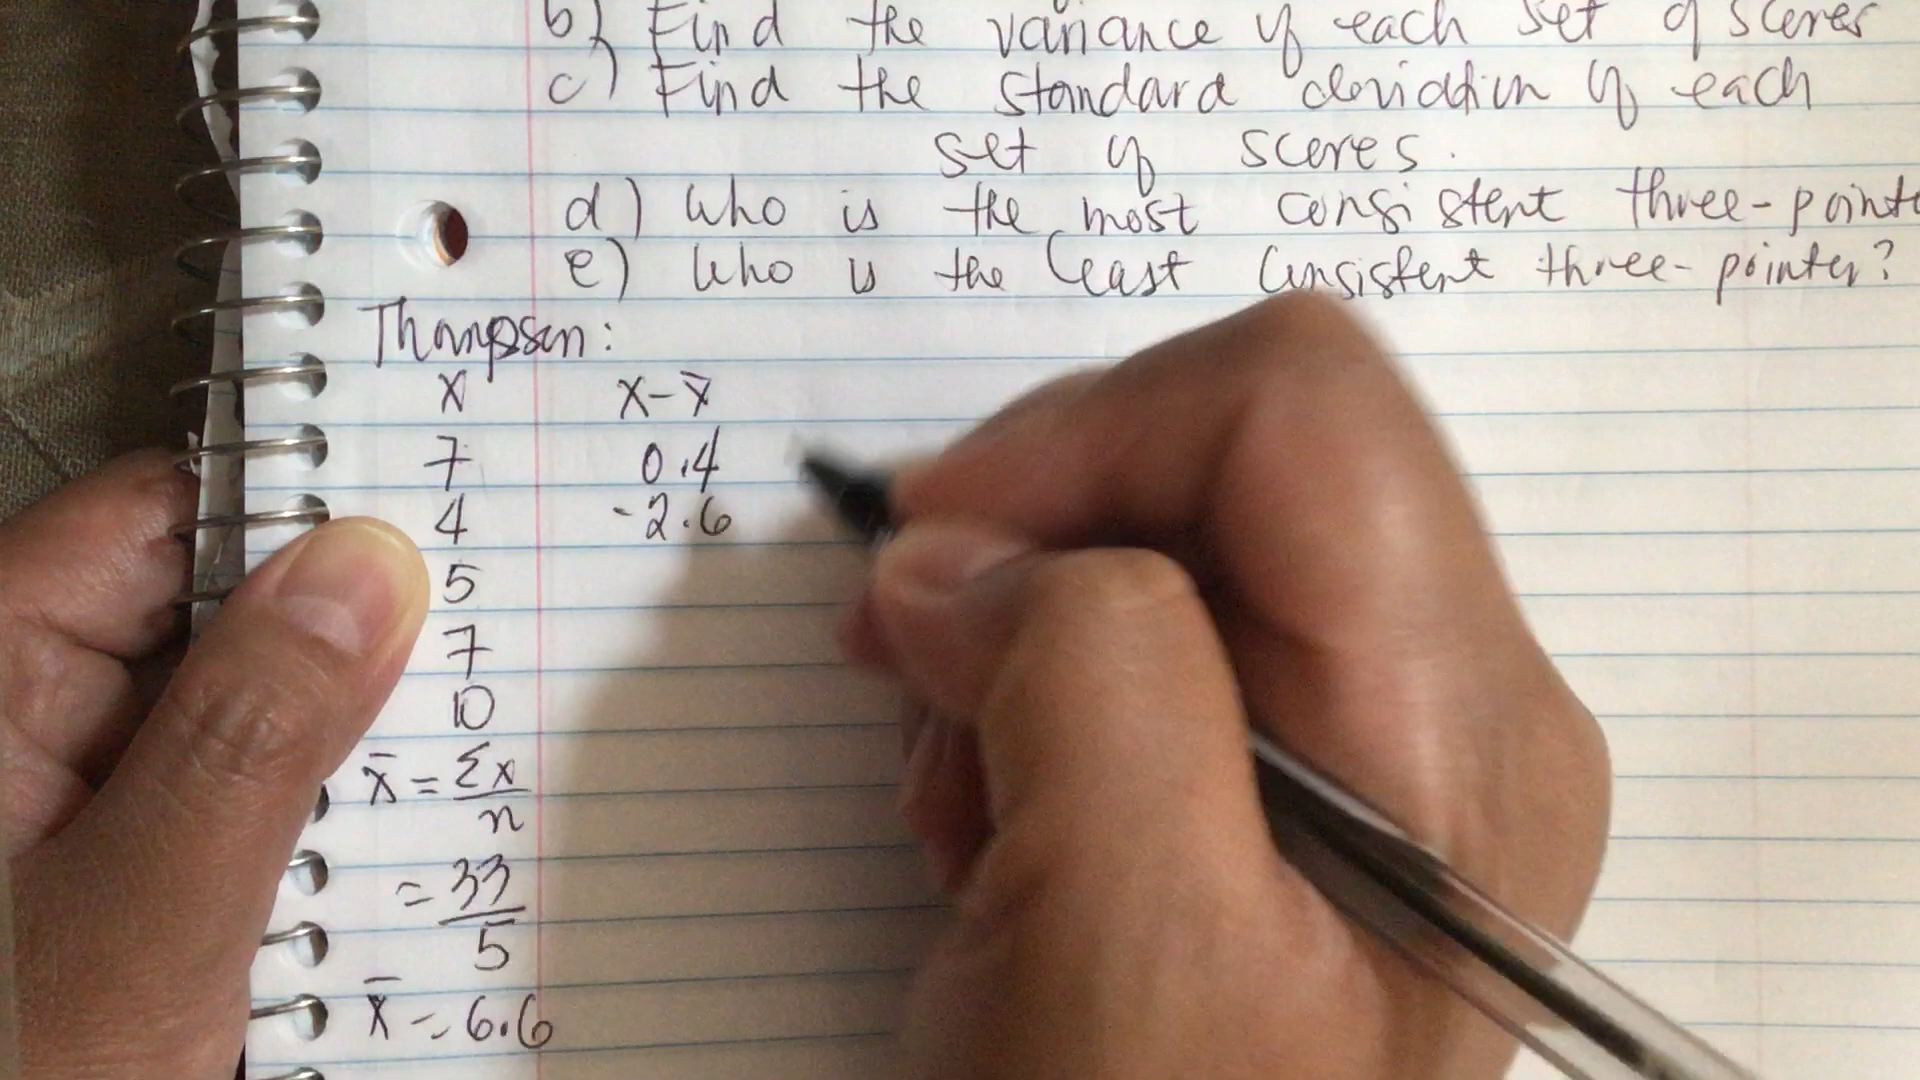 b) Find the variance of each set of scores
c) Find the standard deviation of each
set of scores.
d) Who is the most consistent three-point
e) Who is the least consistent three-pointer?
Thompson:
x x-x̄
7 0.4
4 -2.6
5
7
10
x̄ = Σx
n
= 33
5
x̄ = 6.6